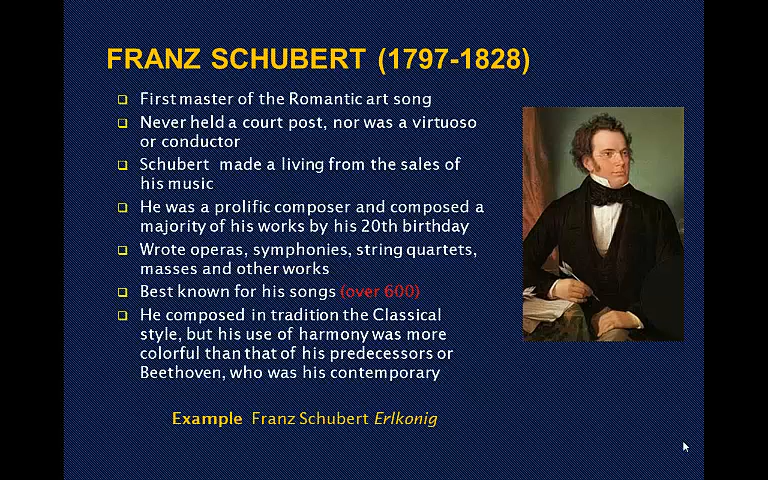 FRANZ SCHUBERT (1797-1828)
First master of the Romantic art song
Never held a court post, nor was a virtuoso
or conductor
Schubert made a living from the sales of
his music
He was a prolific composer and composed a
majority of his works by his 20th birthday
Wrote operas, symphonies, string quartets,
masses and other works
Best known for his songs (over 600)
He composed in tradition the Classical
style, but his use of harmony was more
colorful than that of his predecessors or
Beethoven, who was his contemporary
Example Franz Schubert Erlkonig